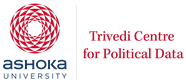 ASHOKA
UNIVERSITY
Trivedi Centre
for Political Data